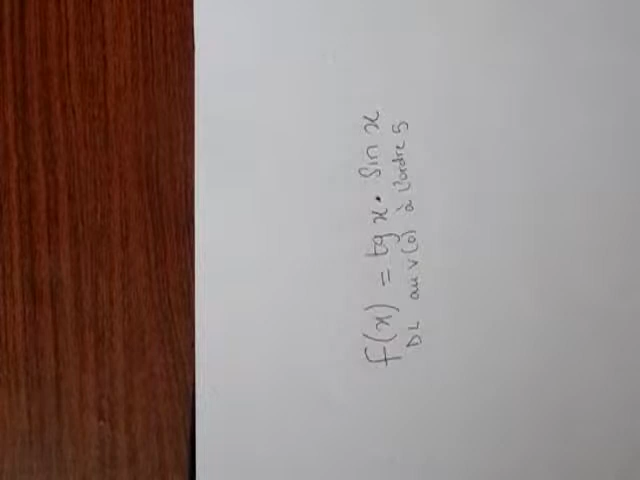 F(x) = tg x . Sin x
DL au V(0) à l'ordre 5